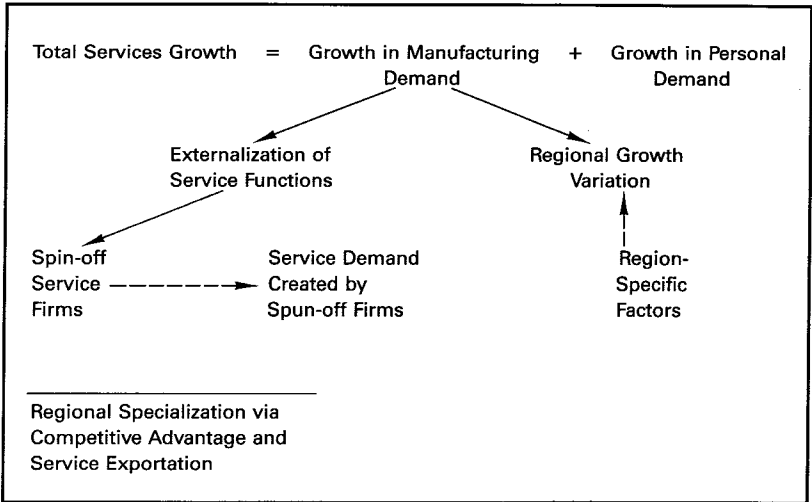 Total Services Growth = Growth in Manufacturing Demand + Growth in Personal Demand
Externalization of
Service Functions
Regional Growth
Variation
Spin-off
Service
Firms
Service Demand
Created by
Spun-off Firms
Region-
Specific
Factors
Regional Specialization via
Competitive Advantage and
Service Exportation